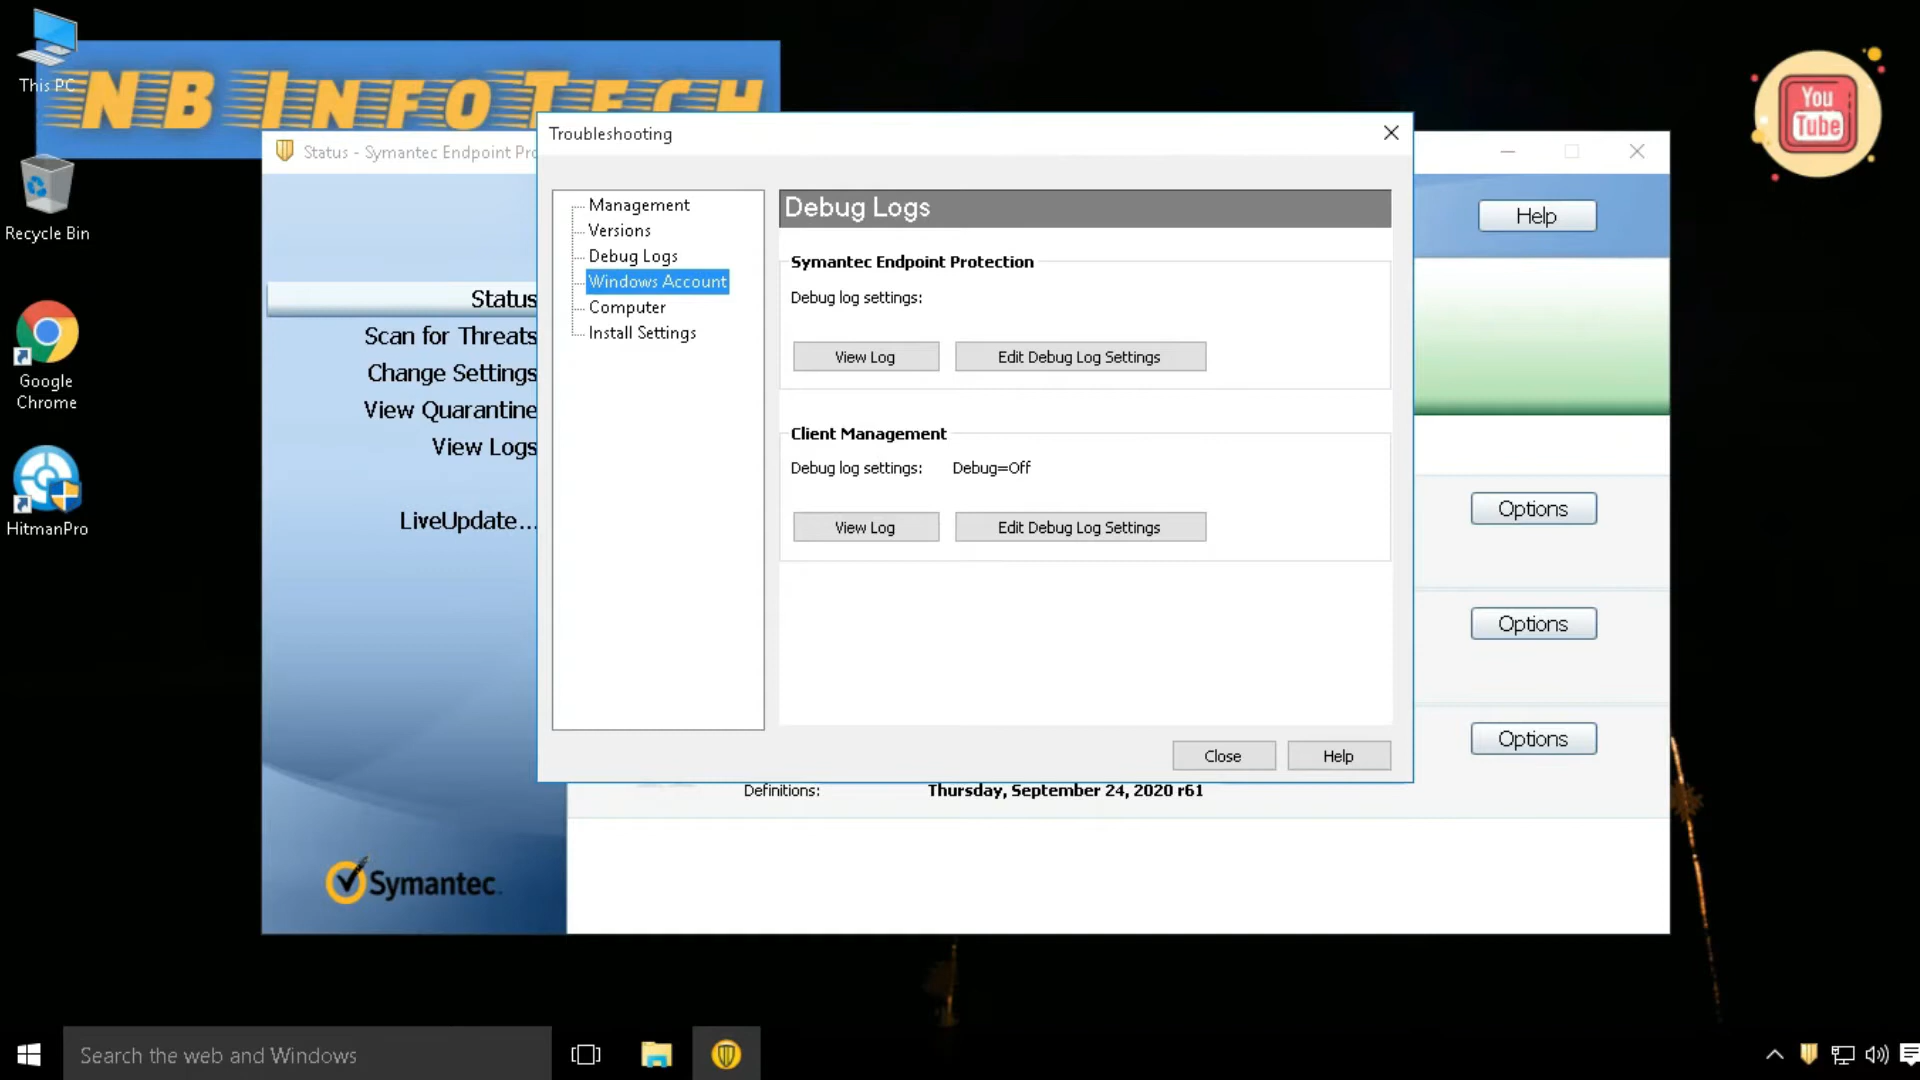 This PC
NB InfoTech
You
Tube
Recycle Bin
Google
Chrome
HitmanPro
Status - Symantec Endpoint Pro
Help
Status
Scan for Threats
Change Settings
View Quarantine
View Logs
LiveUpdate...
Symantec.
Troubleshooting
Management
Versions
Debug Logs
Windows Account
Computer
Install Settings
Debug Logs
Symantec Endpoint Protection
Debug log settings:
View Log
Edit Debug Log Settings
Client Management
Debug log settings: Debug=Off
View Log
Edit Debug Log Settings
Close
Help
Options
Options
Options
Definitions: Thursday, September 24, 2020 r61
Search the web and Windows